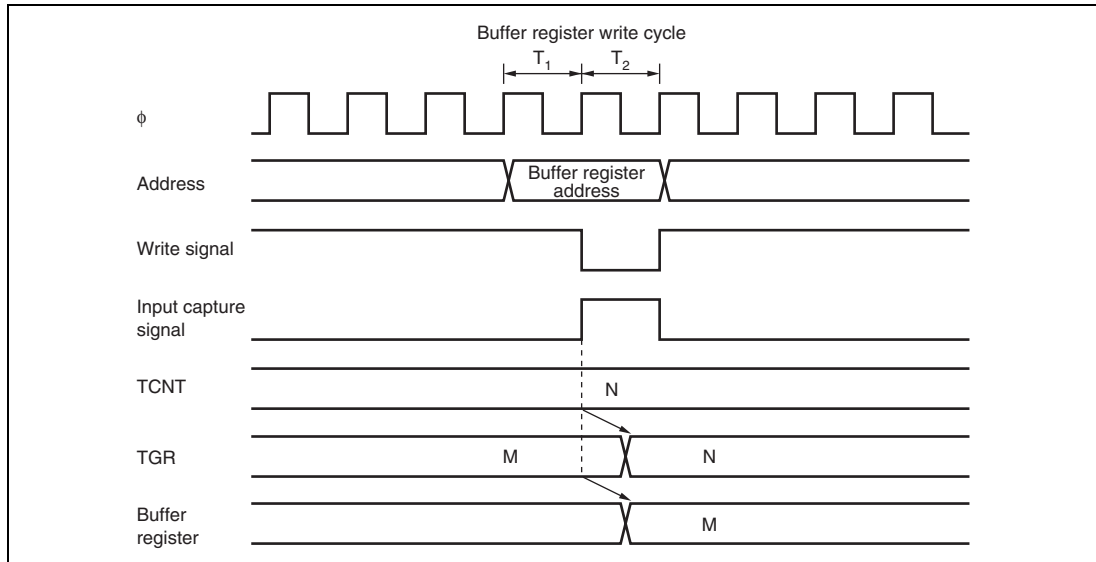 Buffer register write cycle
T1 T2
ϕ
Address
Buffer register
address
Write signal
Input capture
signal
TCNT
N
TGR
M
N
Buffer
register
M